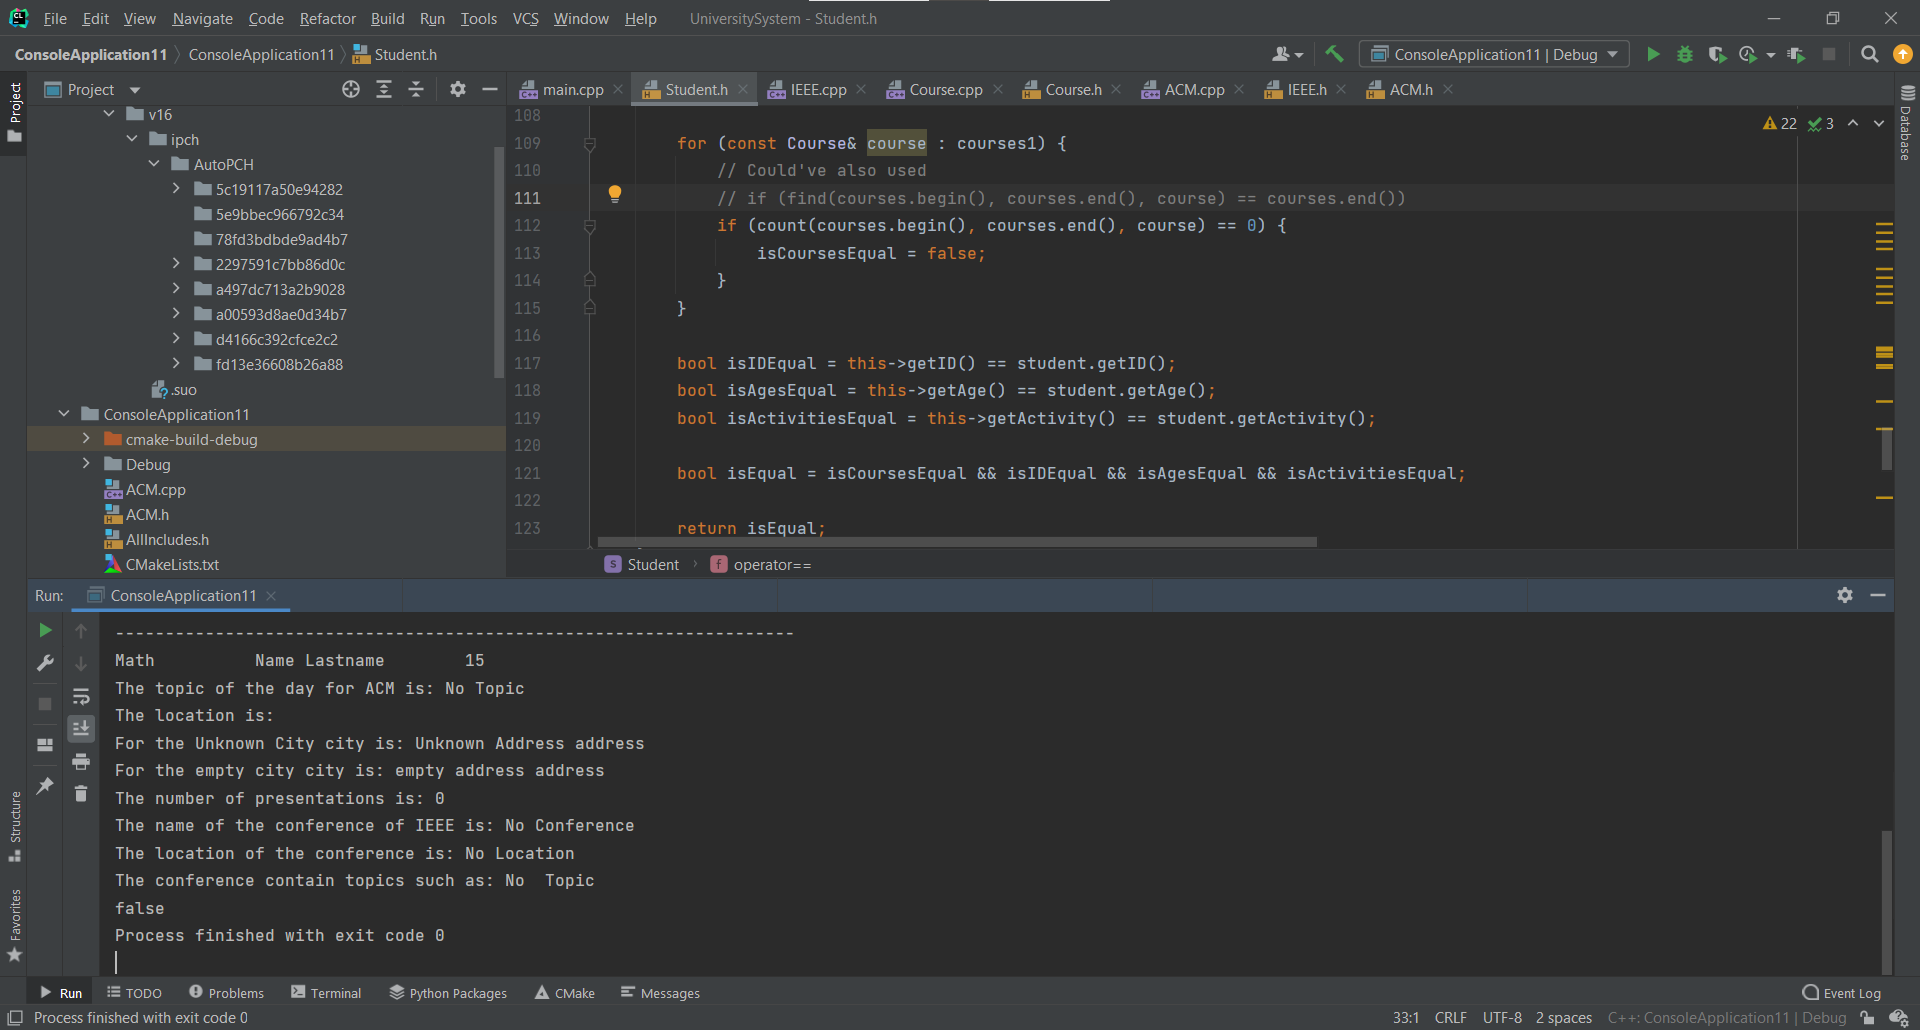 File Edit View Navigate Code Refactor Build Run Tools VCS Window Help UniversitySystem - Student.h
ConsoleApplication11 ConsoleApplication11 Student.h ConsoleApplication11 | Debug
Project
Project
v16
ipch
AutoPCH
5c19117a50e94282
5e9bbec966792c34
78fd3bdbde9ad4b7
2297591c7bb86d0c
a497dc713a2b9028
a00593d8ae0d34b7
d4166c392cfce2c2
fd13e36608b26a88
.suo
ConsoleApplication11
cmake-build-debug
Debug
ACM.cpp
ACM.h
AllIncludes.h
CMakeLists.txt
main.cpp Student.h IEEE.cpp Course.cpp Course.h ACM.cpp IEEE.h ACM.h
22 3
Database
108
109 for (const Course& course : courses1) {
110 // Could've also used
111 // if (find(courses.begin(), courses.end(), course) == courses.end())
112 if (count(courses.begin(), courses.end(), course) == 0) {
113 isCoursesEqual = false;
114 }
115 }
116
117 bool isIDEqual = this->getID() == student.getID();
118 bool isAgesEqual = this->getAge() == student.getAge();
119 bool isActivitiesEqual = this->getActivity() == student.getActivity();
120
121 bool isEqual = isCoursesEqual && isIDEqual && isAgesEqual && isActivitiesEqual;
122
123 return isEqual;
Student operator==
Run: ConsoleApplication11
--------------------------------------------------------------------
Math Name Lastname 15
The topic of the day for ACM is: No Topic
The location is:
For the Unknown City city is: Unknown Address address
For the empty city city is: empty address address
The number of presentations is: 0
The name of the conference of IEEE is: No Conference
The location of the conference is: No Location
The conference contain topics such as: No  Topic
false
Process finished with exit code 0
Structure
Favorites
Run TODO Problems Terminal Python Packages CMake Messages Event Log
Process finished with exit code 0 33:1 CRLF UTF-8 2 spaces C++: ConsoleApplication11 | Debug